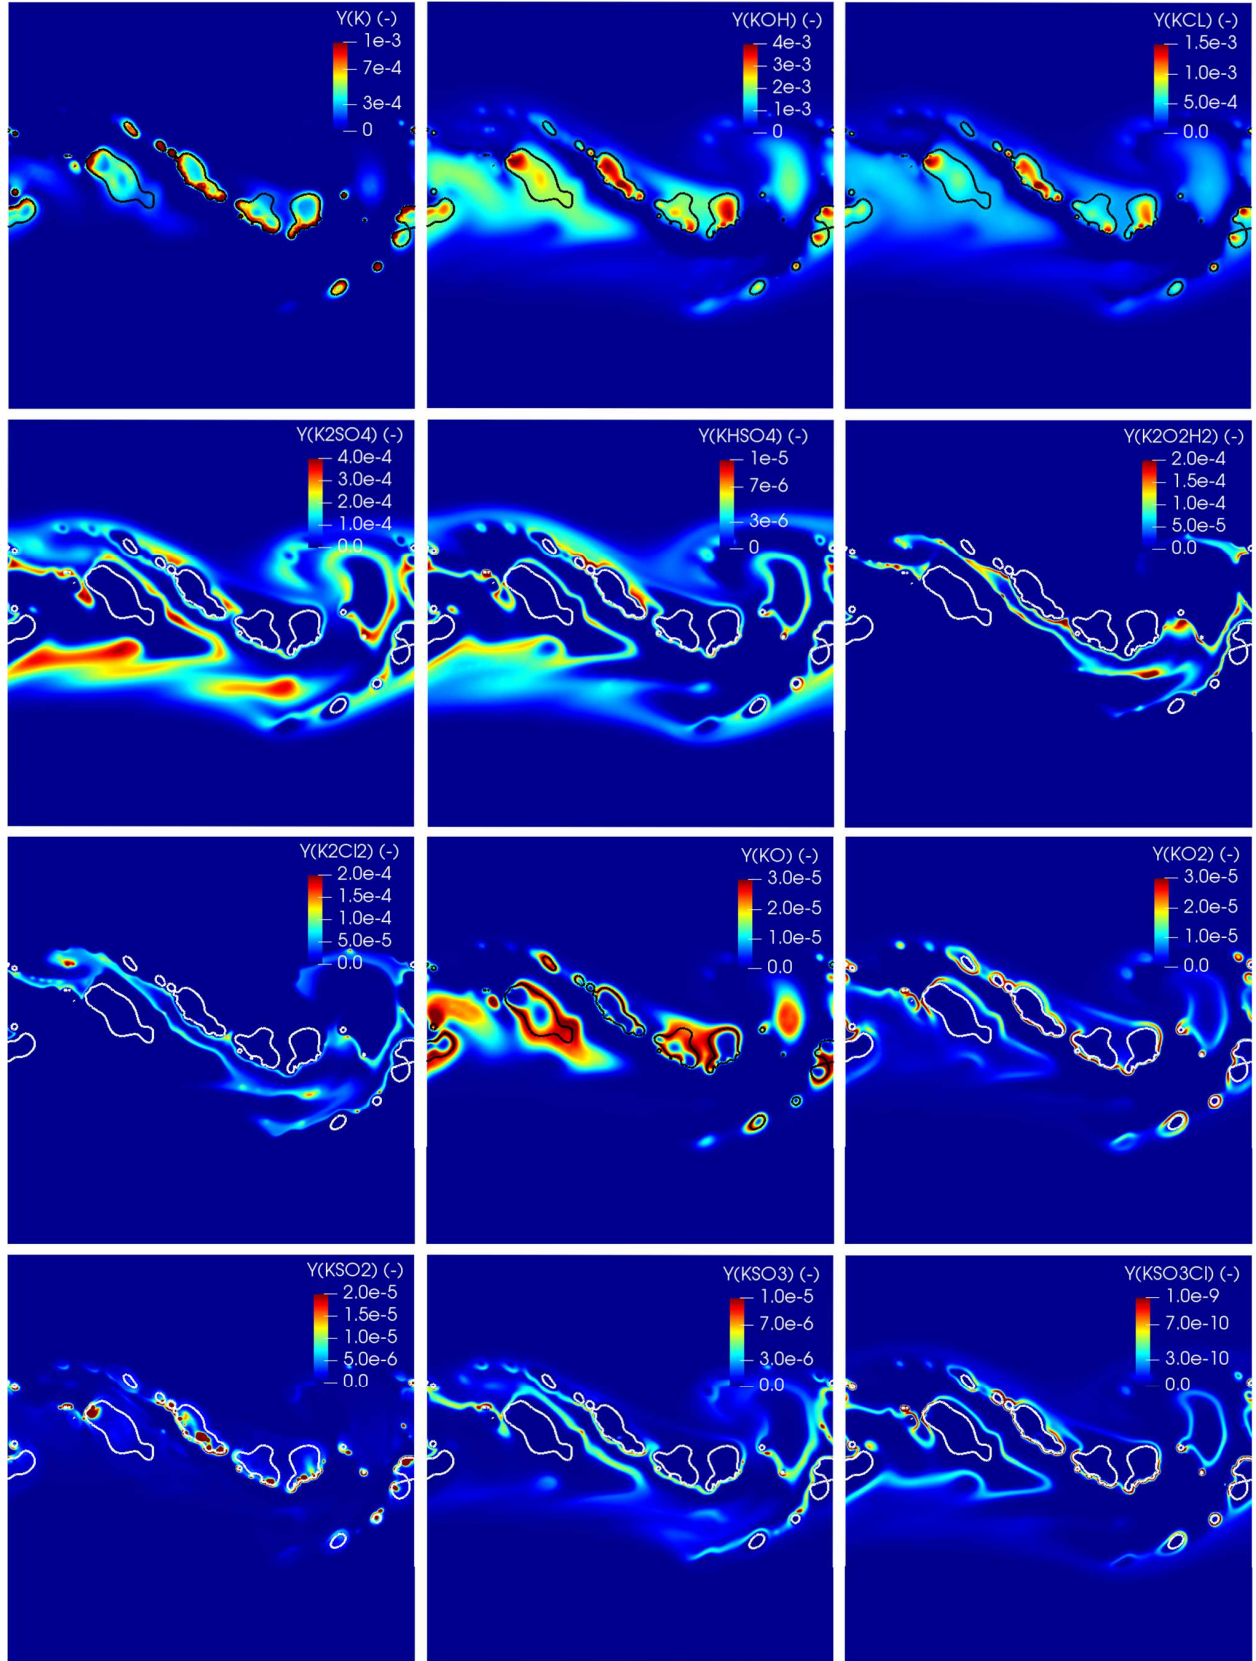 Y(K) (-)
1e-3
7e-4
3e-4
0
Y(KOH) (-)
4e-3
3e-3
2e-3
1e-3
0
Y(KCL) (-)
1.5e-3
1.0e-3
5.0e-4
0.0
Y(K2SO4) (-)
4.0e-4
3.0e-4
2.0e-4
1.0e-4
0.0
Y(KHSO4) (-)
1e-5
7e-6
3e-6
0
Y(K2O2H2) (-)
2.0e-4
1.5e-4
1.0e-4
5.0e-5
0.0
Y(K2Cl2) (-)
2.0e-4
1.5e-4
1.0e-4
5.0e-5
0.0
Y(KO) (-)
3.0e-5
2.0e-5
1.0e-5
0.0
Y(KO2) (-)
3.0e-5
2.0e-5
1.0e-5
0.0
Y(KSO2) (-)
2.0e-5
1.5e-5
1.0e-5
5.0e-6
0.0
Y(KSO3) (-)
1.0e-5
7.0e-6
3.0e-6
0.0
Y(KSO3Cl) (-)
1.0e-9
7.0e-10
3.0e-10
0.0